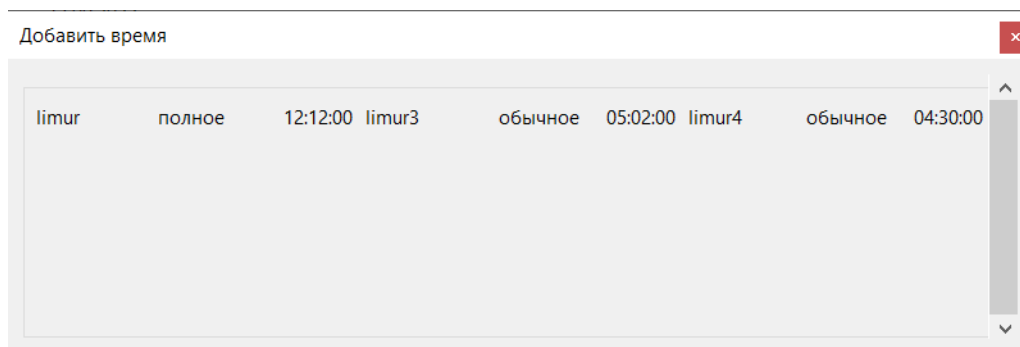 Добавить время
limur полное 12:12:00 limur3 обычное 05:02:00 limur4 обычное 04:30:00